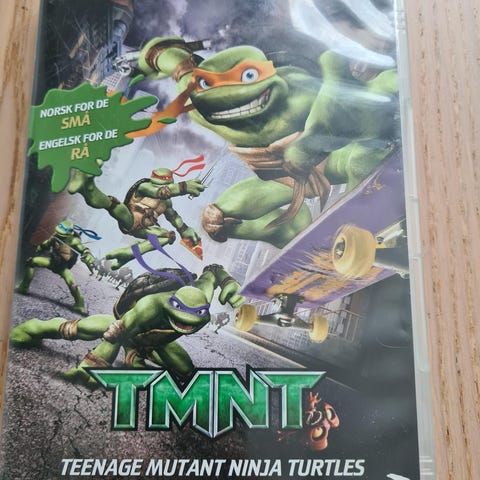 NORSK FOR DE
SMÅ
ENGELSK FOR DE
RÅ
TMNT
TEENAGE MUTANT NINJA TURTLES